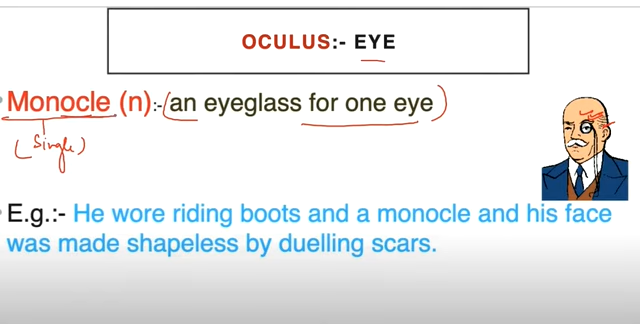 OCULUS:- EYE
Monocle (n):- (an eyeglass for one eye)
(Single)
E.g.:- He wore riding boots and a monocle and his face
was made shapeless by duelling scars.